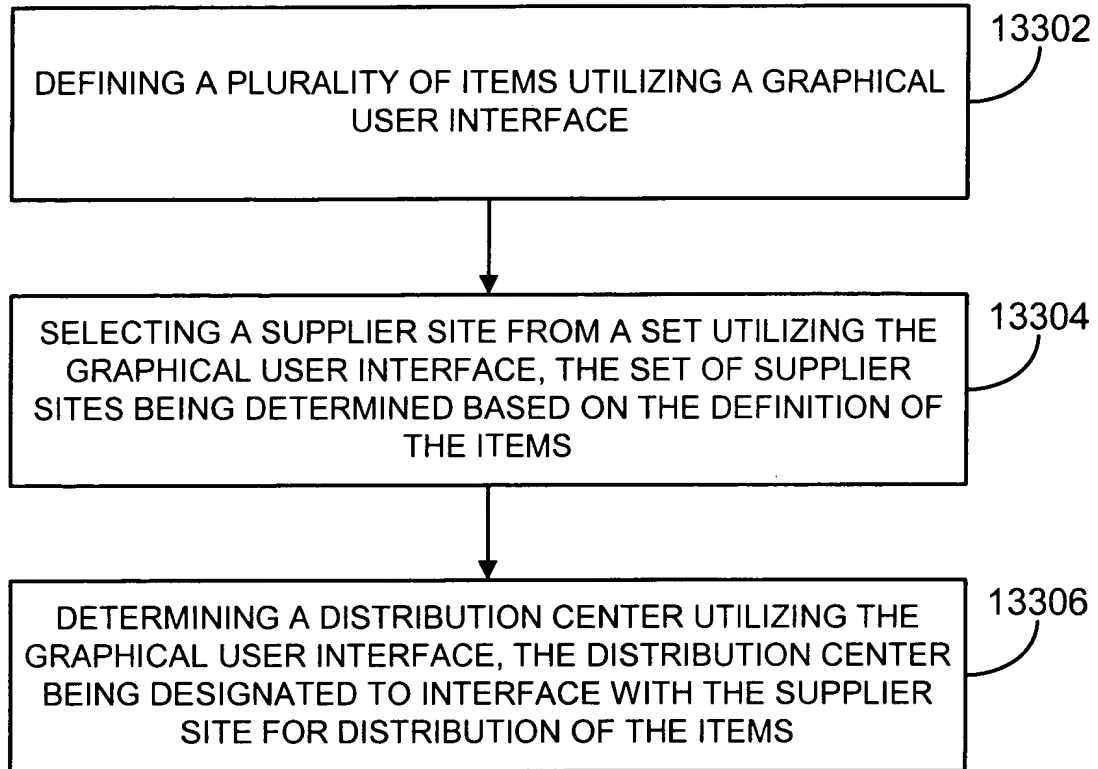 13302
DEFINING A PLURALITY OF ITEMS UTILIZING A GRAPHICAL
USER INTERFACE
13304
SELECTING A SUPPLIER SITE FROM A SET UTILIZING THE
GRAPHICAL USER INTERFACE, THE SET OF SUPPLIER
SITES BEING DETERMINED BASED ON THE DEFINITION OF
THE ITEMS
13306
DETERMINING A DISTRIBUTION CENTER UTILIZING THE
GRAPHICAL USER INTERFACE, THE DISTRIBUTION CENTER
BEING DESIGNATED TO INTERFACE WITH THE SUPPLIER
SITE FOR DISTRIBUTION OF THE ITEMS